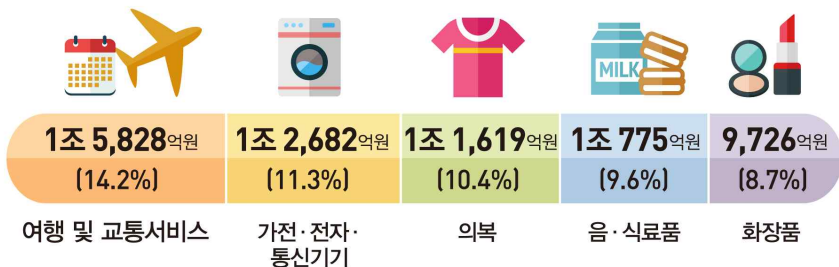 MILK
1조 5,828억원 1조 2,682억원 1조 1,619억원 1조 775억원 9,726억원
(14.2%) (11.3%) (10.4%) (9.6%) (8.7%)
여행 및 교통서비스 가전·전자· 의복 음·식료품 화장품
통신기기